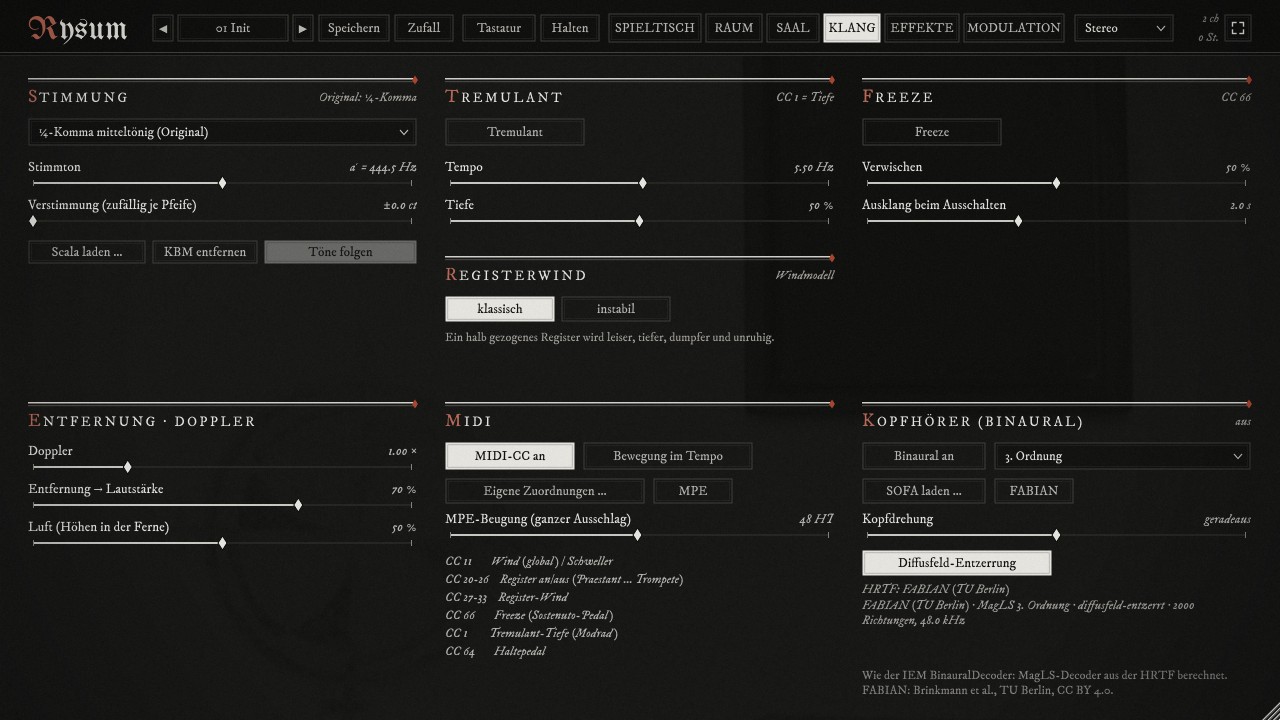 Rysum
◀ 01 Init ▶ Speichern Zufall Tastatur Halten SPIELTISCH RAUM SAAL KLANG EFFEKTE MODULATION Stereo
2 ch
0 St.
STIMMUNG Original: ¼-Komma
¼-Komma mitteltönig (Original)
Stimmton a' = 444.5 Hz
Verstimmung (zufällig je Pfeife) ±0.0 ct
Scala laden ... KBM entfernen Töne folgen
TREMULANT CC 1 = Tiefe
Tremulant
Tempo 5.50 Hz
Tiefe 50 %
REGISTERWIND Windmodell
klassisch instabil
Ein halb gezogenes Register wird leiser, tiefer, dumpfer und unruhig.
FREEZE CC 66
Freeze
Verwischen 50 %
Ausklang beim Ausschalten 2.0 s
ENTFERNUNG · DOPPLER
Doppler 1.00 ×
Entfernung → Lautstärke 70 %
Luft (Höhen in der Ferne) 50 %
MIDI
MIDI-CC an Bewegung im Tempo
Eigene Zuordnungen ... MPE
MPE-Beugung (ganzer Ausschlag) 48 HT
CC 11 Wind (global) / Schweller
CC 20-26 Register an/aus (Praestant ... Trompete)
CC 27-33 Register-Wind
CC 66 Freeze (Sostenuto-Pedal)
CC 1 Tremulant-Tiefe (Modrad)
CC 64 Haltepedal
KOPFHÖRER (BINAURAL) aus
Binaural an 3. Ordnung
SOFA laden ... FABIAN
Kopfdrehung geradeaus
Diffusfeld-Entzerrung
HRTF: FABIAN (TU Berlin)
FABIAN (TU Berlin) · MagLS 3. Ordnung · diffusfeld-entzerrt · 2000
Richtungen, 48.0 kHz
Wie der IEM BinauralDecoder: MagLS-Decoder aus der HRTF berechnet.
FABIAN: Brinkmann et al., TU Berlin, CC BY 4.0.